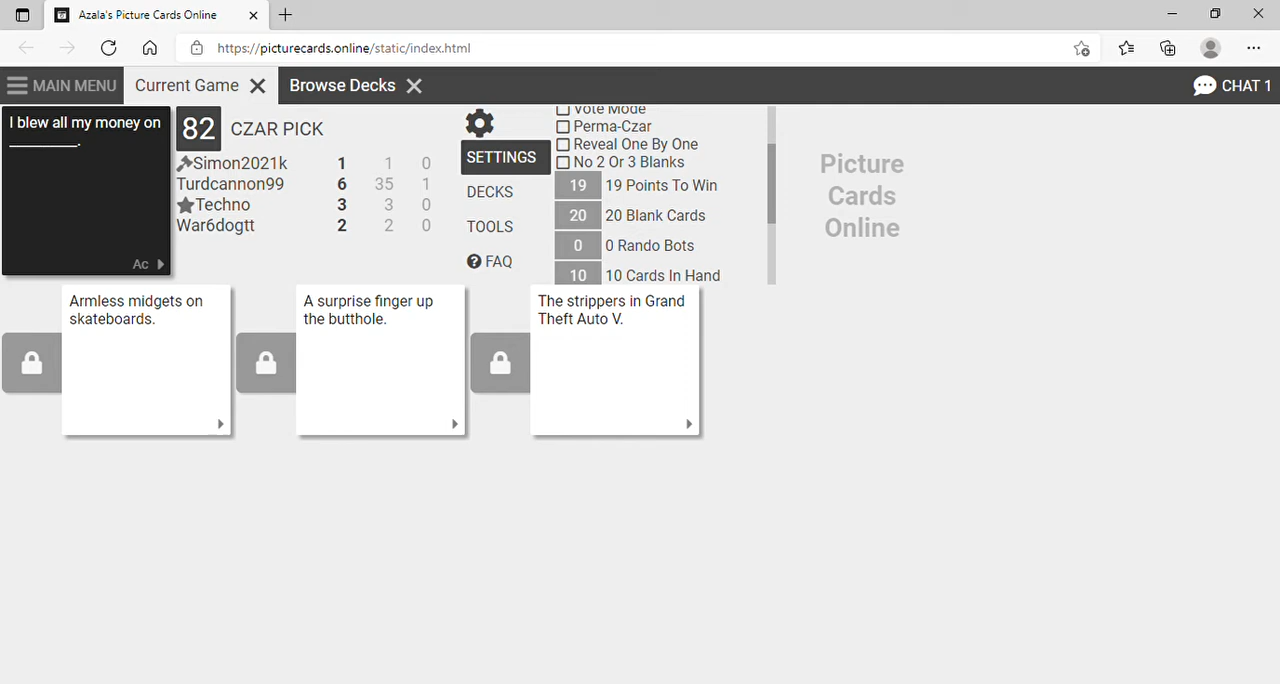 Azala's Picture Cards Online
https://picturecards.online/static/index.html
MAIN MENU
Current Game
Browse Decks
CHAT 1
I blew all my money on
_________.
Ac
82 CZAR PICK
Simon2021k 1 1 0
Turdcannon99 6 35 1
Techno 3 3 0
War6dogtt 2 2 0
SETTINGS
DECKS
TOOLS
FAQ
Vote Mode
Perma-Czar
Reveal One By One
No 2 Or 3 Blanks
19 19 Points To Win
20 20 Blank Cards
0 0 Rando Bots
10 10 Cards In Hand
Picture
Cards
Online
Armless midgets on
skateboards.
A surprise finger up
the butthole.
The strippers in Grand
Theft Auto V.